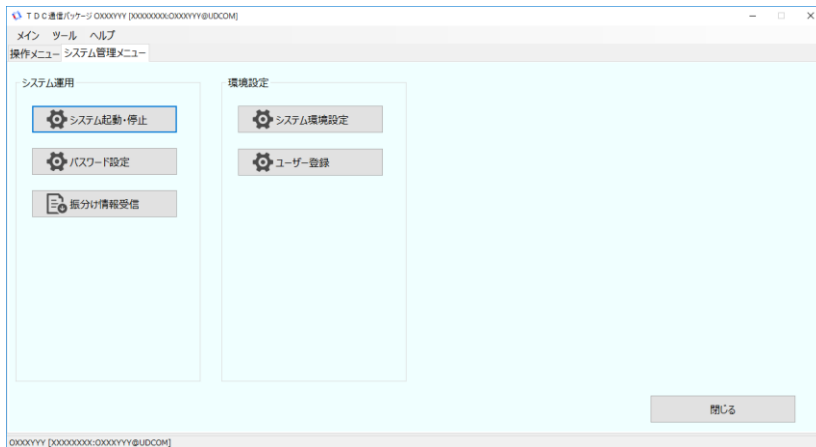 ＴＤＣ通信パッケージ OXXXYYY [XXXXXXXX:OXXXYYY@UDCOM]
メイン ツール ヘルプ
操作メニュー システム管理メニュー
システム運用 環境設定
システム起動・停止 システム環境設定
パスワード設定 ユーザー登録
振分け情報受信
閉じる
OXXXYYY [XXXXXXXX:OXXXYYY@UDCOM]